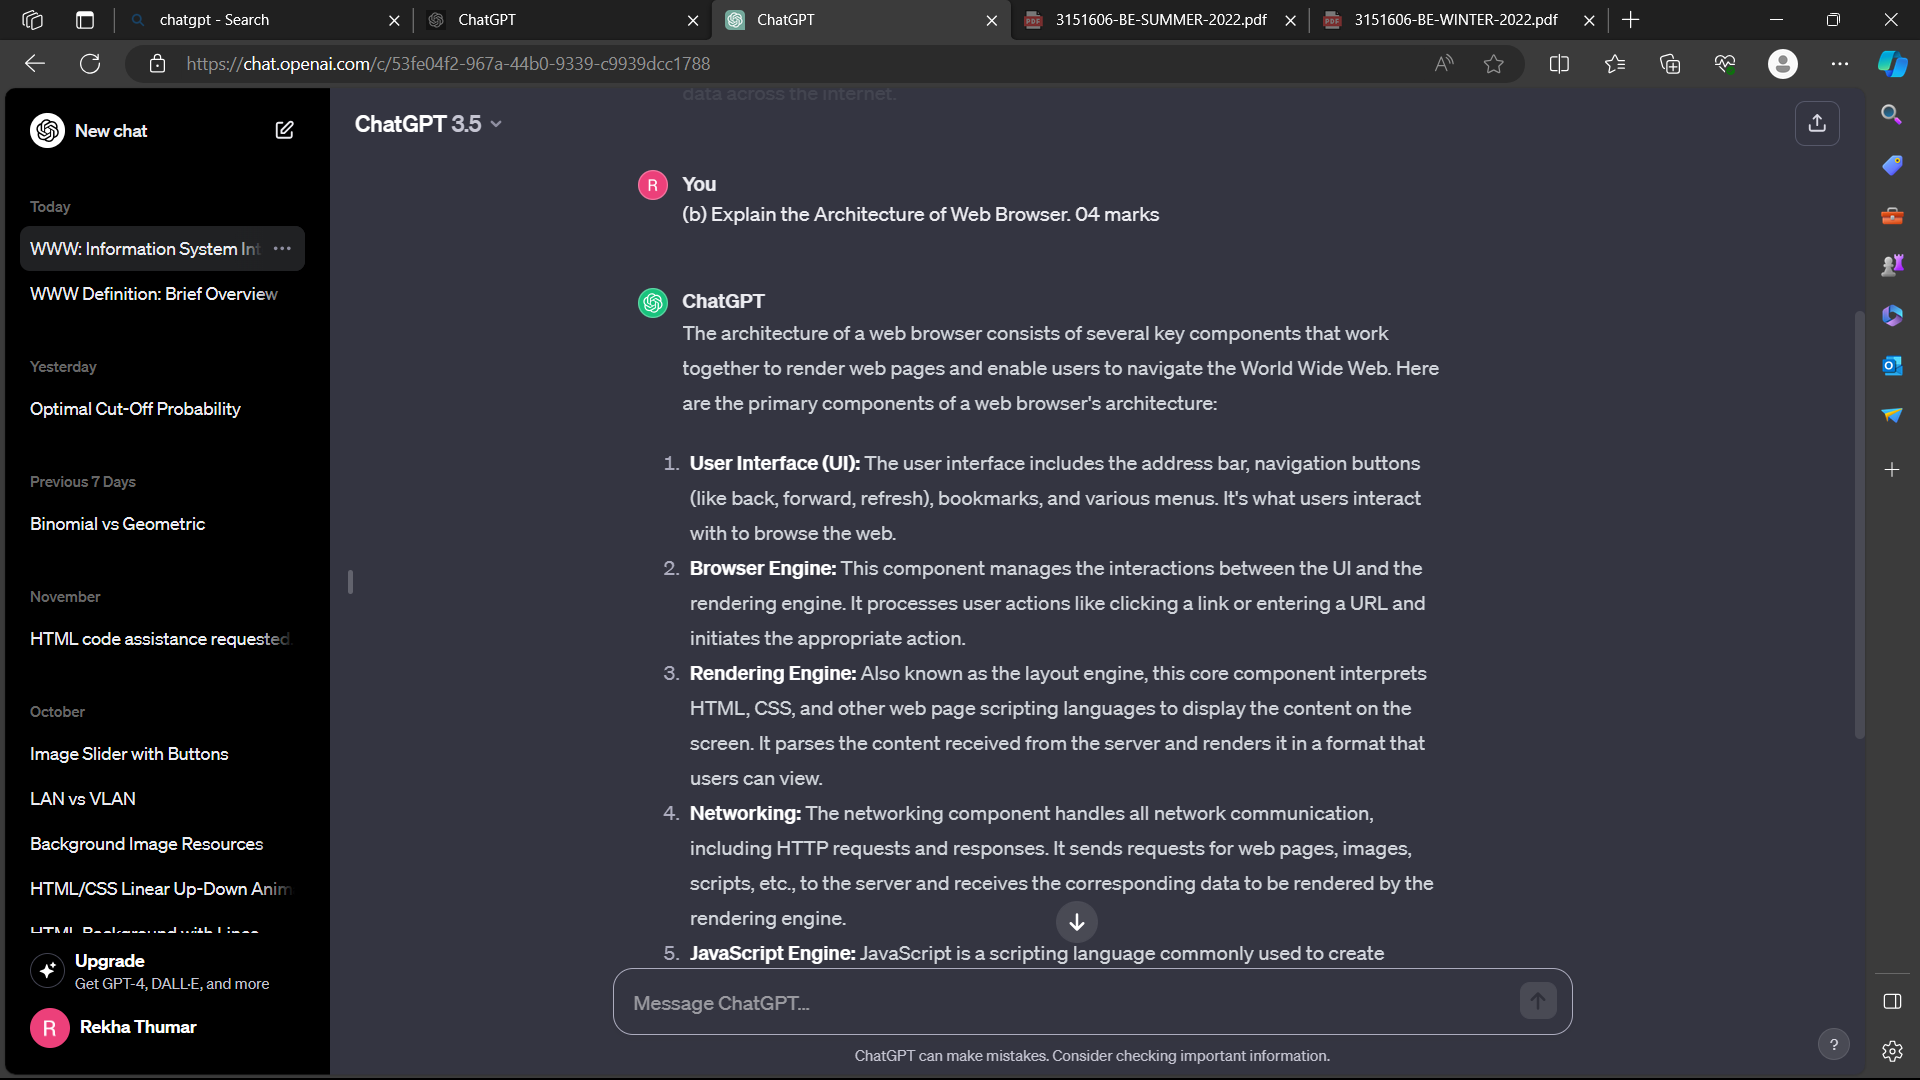 chatgpt - Search
ChatGPT
ChatGPT
3151606-BE-SUMMER-2022.pdf
3151606-BE-WINTER-2022.pdf
https://chat.openai.com/c/53fe04f2-967a-44b0-9339-c9939dcc1788
New chat
Today
WWW: Information System Int
WWW Definition: Brief Overview
Yesterday
Optimal Cut-Off Probability
Previous 7 Days
Binomial vs Geometric
November
HTML code assistance requested.
October
Image Slider with Buttons
LAN vs VLAN
Background Image Resources
HTML/CSS Linear Up-Down Anim
HTML Background with Lines
Upgrade
Get GPT-4, DALL·E, and more
R
Rekha Thumar
data across the internet.
ChatGPT 3.5
R
You
(b) Explain the Architecture of Web Browser. 04 marks
ChatGPT
The architecture of a web browser consists of several key components that work
together to render web pages and enable users to navigate the World Wide Web. Here
are the primary components of a web browser's architecture:
1. User Interface (UI): The user interface includes the address bar, navigation buttons
(like back, forward, refresh), bookmarks, and various menus. It's what users interact
with to browse the web.
2. Browser Engine: This component manages the interactions between the UI and the
rendering engine. It processes user actions like clicking a link or entering a URL and
initiates the appropriate action.
3. Rendering Engine: Also known as the layout engine, this core component interprets
HTML, CSS, and other web page scripting languages to display the content on the
screen. It parses the content received from the server and renders it in a format that
users can view.
4. Networking: The networking component handles all network communication,
including HTTP requests and responses. It sends requests for web pages, images,
scripts, etc., to the server and receives the corresponding data to be rendered by the
rendering engine.
5. JavaScript Engine: JavaScript is a scripting language commonly used to create
Message ChatGPT...
ChatGPT can make mistakes. Consider checking important information.
?